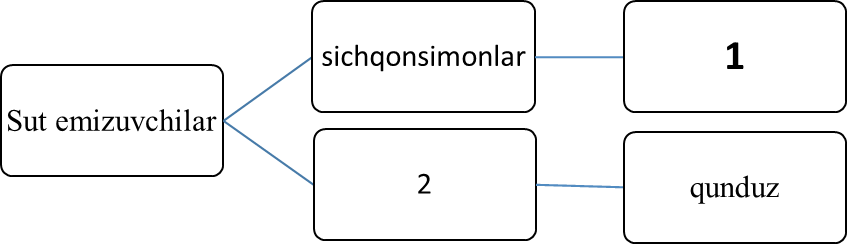 sichqonsimonlar
1
Sut emizuvchilar
2
qunduz